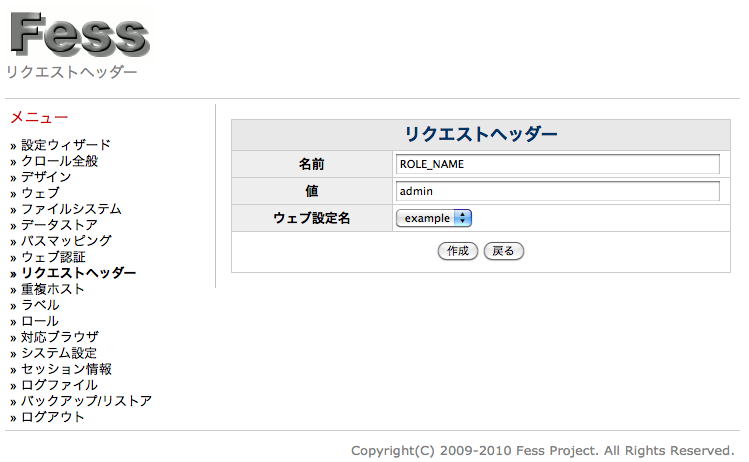 Fess
リクエストヘッダー
メニュー
» 設定ウィザード
» クロール全般
» デザイン
» ウェブ
» ファイルシステム
» データストア
» パスマッピング
» ウェブ認証
» リクエストヘッダー
» 重複ホスト
» ラベル
» ロール
» 対応ブラウザ
» システム設定
» セッション情報
» ログファイル
» バックアップ/リストア
» ログアウト
リクエストヘッダー
名前 ROLE_NAME
値 admin
ウェブ設定名 example
作成 戻る
Copyright(C) 2009-2010 Fess Project. All Rights Reserved.